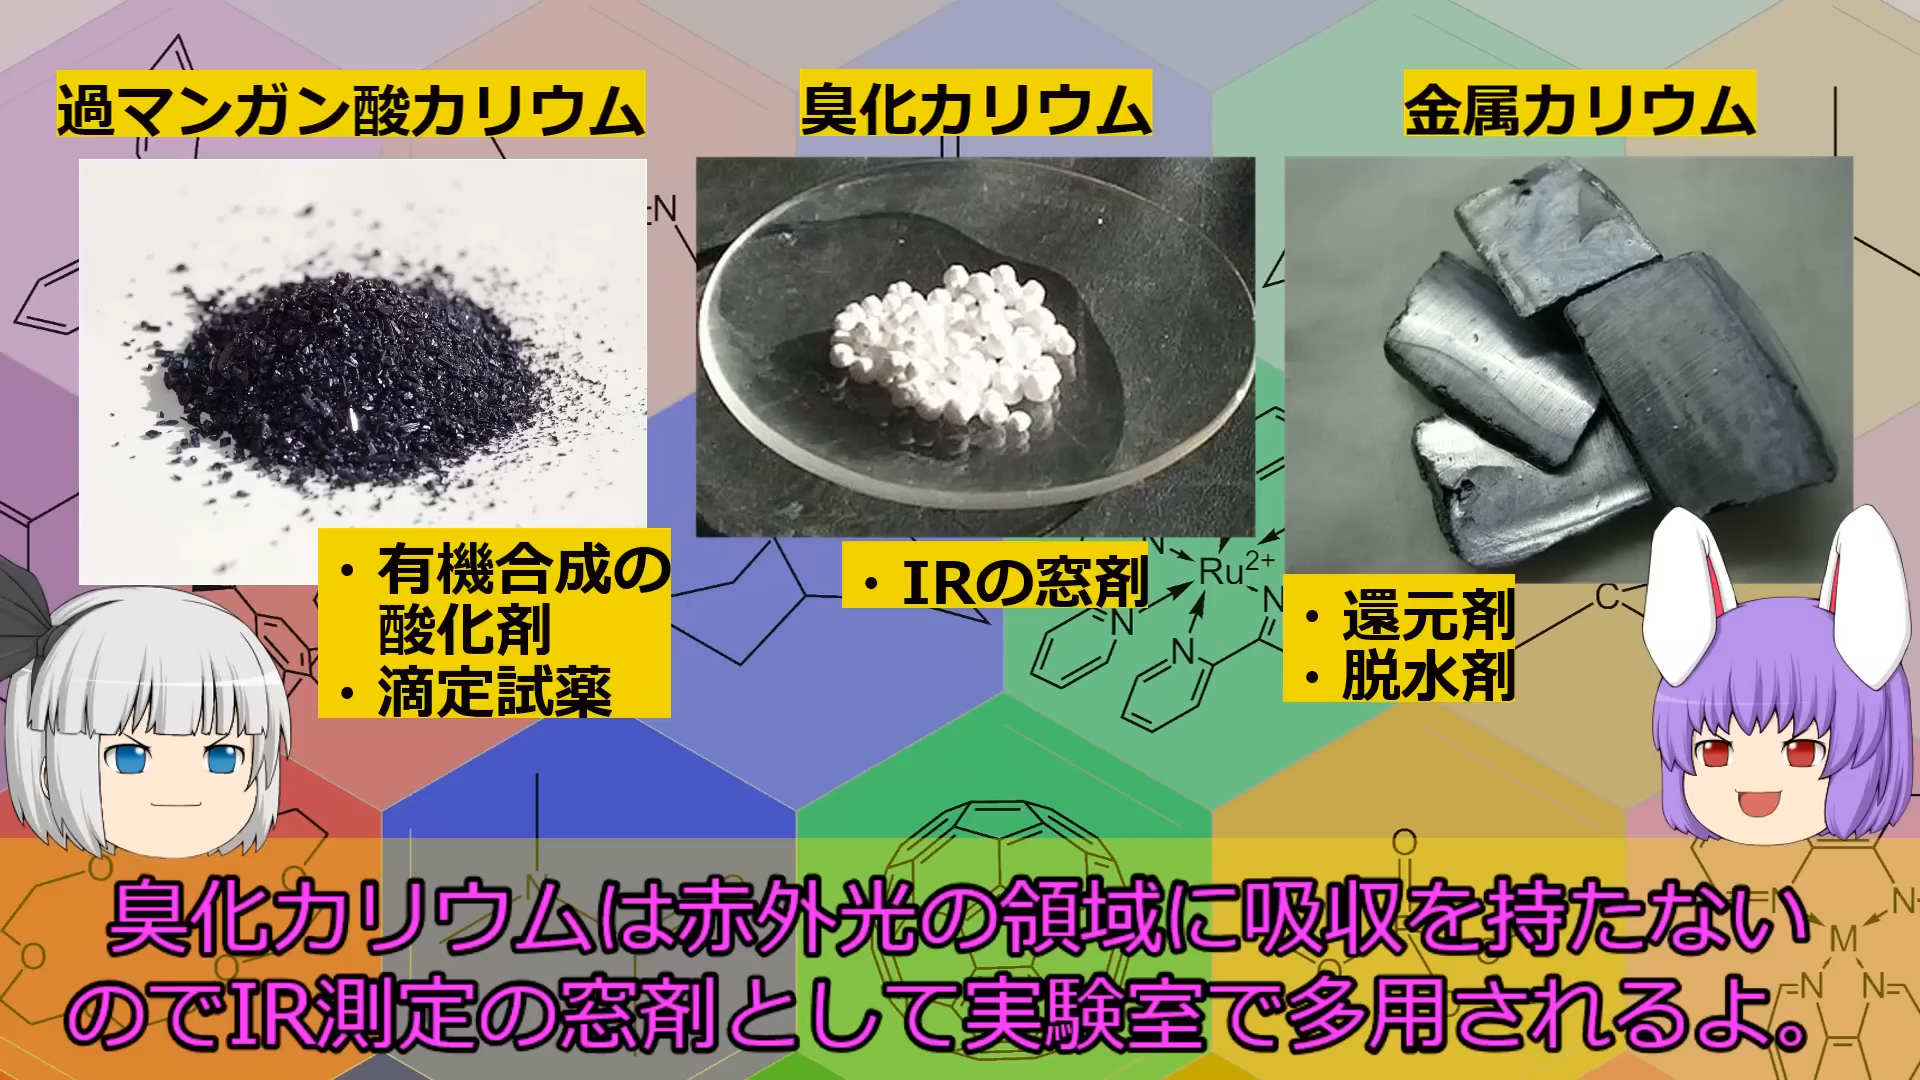 過マンガン酸カリウム
臭化カリウム
金属カリウム
・有機合成の
酸化剤
・滴定試薬
・IRの窓剤
・還元剤
・脱水剤
N
N
Ru2+
N
N
N
C
O
O
O
O
N
O
O
N
N
M
N
N
臭化カリウムは赤外光の領域に吸収を持たない
のでIR測定の窓剤として実験室で多用されるよ。